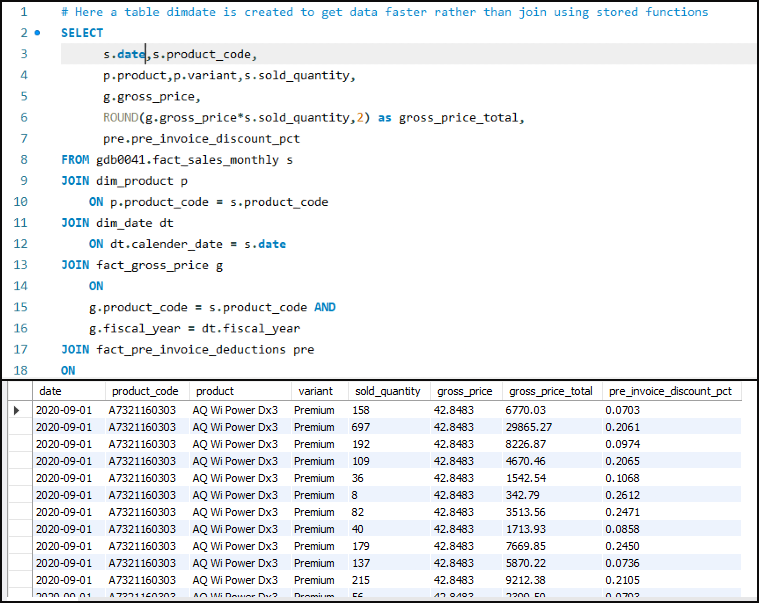 1 # Here a table dimdate is created to get data faster rather than join using stored functions
2 SELECT
3 s.date,s.product_code,
4 p.product,p.variant,s.sold_quantity,
5 g.gross_price,
6 ROUND(g.gross_price*s.sold_quantity,2) as gross_price_total,
7 pre.pre_invoice_discount_pct
8 FROM gdb0041.fact_sales_monthly s
9 JOIN dim_product p
10 ON p.product_code = s.product_code
11 JOIN dim_date dt
12 ON dt.calender_date = s.date
13 JOIN fact_gross_price g
14 ON
15 g.product_code = s.product_code AND
16 g.fiscal_year = dt.fiscal_year
17 JOIN fact_pre_invoice_deductions pre
18 ON
date product_code product variant sold_quantity gross_price gross_price_total pre_invoice_discount_pct
2020-09-01 A7321160303 AQ Wi Power Dx3 Premium 158 42.8483 6770.03 0.0703
2020-09-01 A7321160303 AQ Wi Power Dx3 Premium 697 42.8483 29865.27 0.2061
2020-09-01 A7321160303 AQ Wi Power Dx3 Premium 192 42.8483 8226.87 0.0974
2020-09-01 A7321160303 AQ Wi Power Dx3 Premium 109 42.8483 4670.46 0.2065
2020-09-01 A7321160303 AQ Wi Power Dx3 Premium 36 42.8483 1542.54 0.1068
2020-09-01 A7321160303 AQ Wi Power Dx3 Premium 8 42.8483 342.79 0.2612
2020-09-01 A7321160303 AQ Wi Power Dx3 Premium 82 42.8483 3513.56 0.2471
2020-09-01 A7321160303 AQ Wi Power Dx3 Premium 40 42.8483 1713.93 0.0858
2020-09-01 A7321160303 AQ Wi Power Dx3 Premium 179 42.8483 7669.85 0.2450
2020-09-01 A7321160303 AQ Wi Power Dx3 Premium 137 42.8483 5870.22 0.0736
2020-09-01 A7321160303 AQ Wi Power Dx3 Premium 215 42.8483 9212.38 0.2105